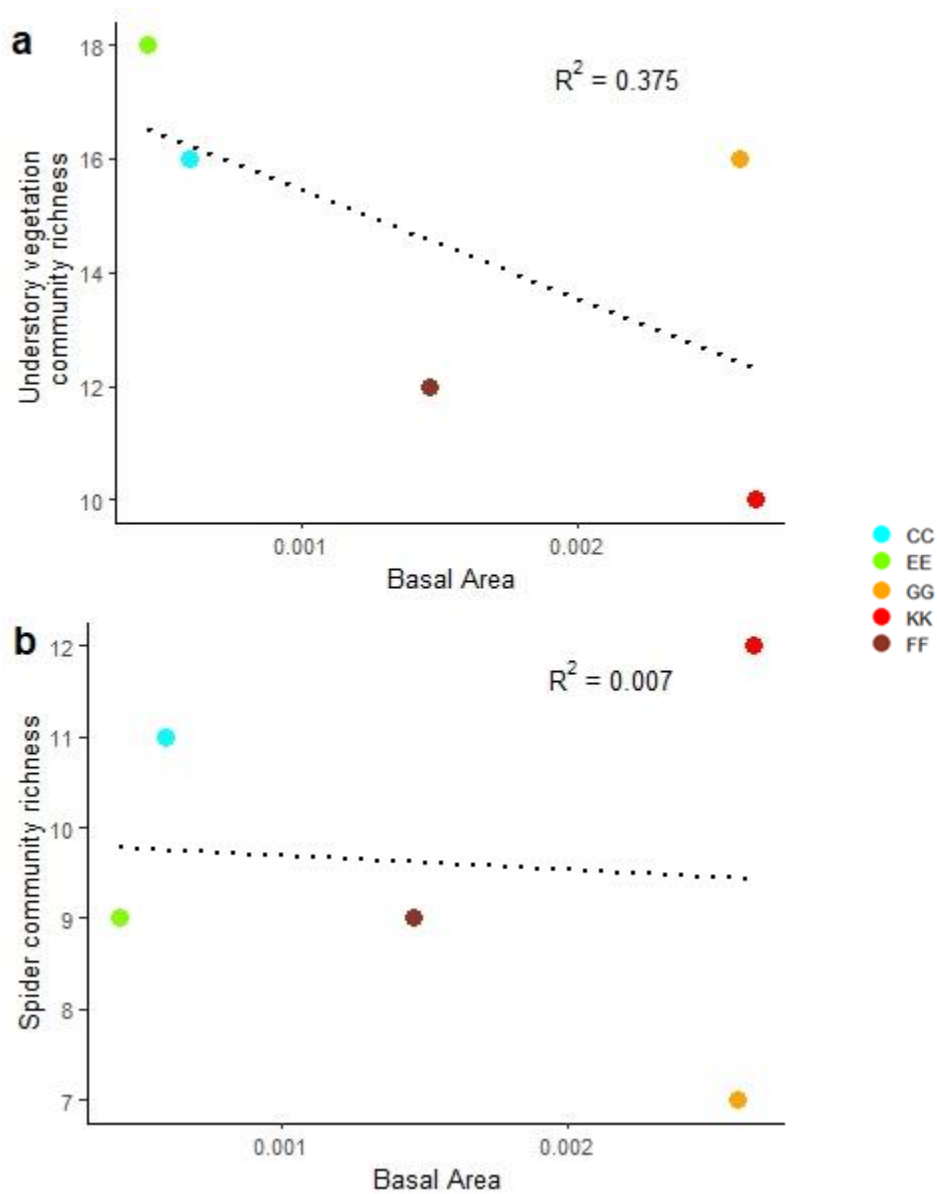 a
R² = 0.375
Understory vegetation
community richness
18
16
14
12
10
0.001
0.002
Basal Area
CC
EE
GG
KK
FF
b
R² = 0.007
Spider community richness
12
11
10
9
8
7
0.001
0.002
Basal Area